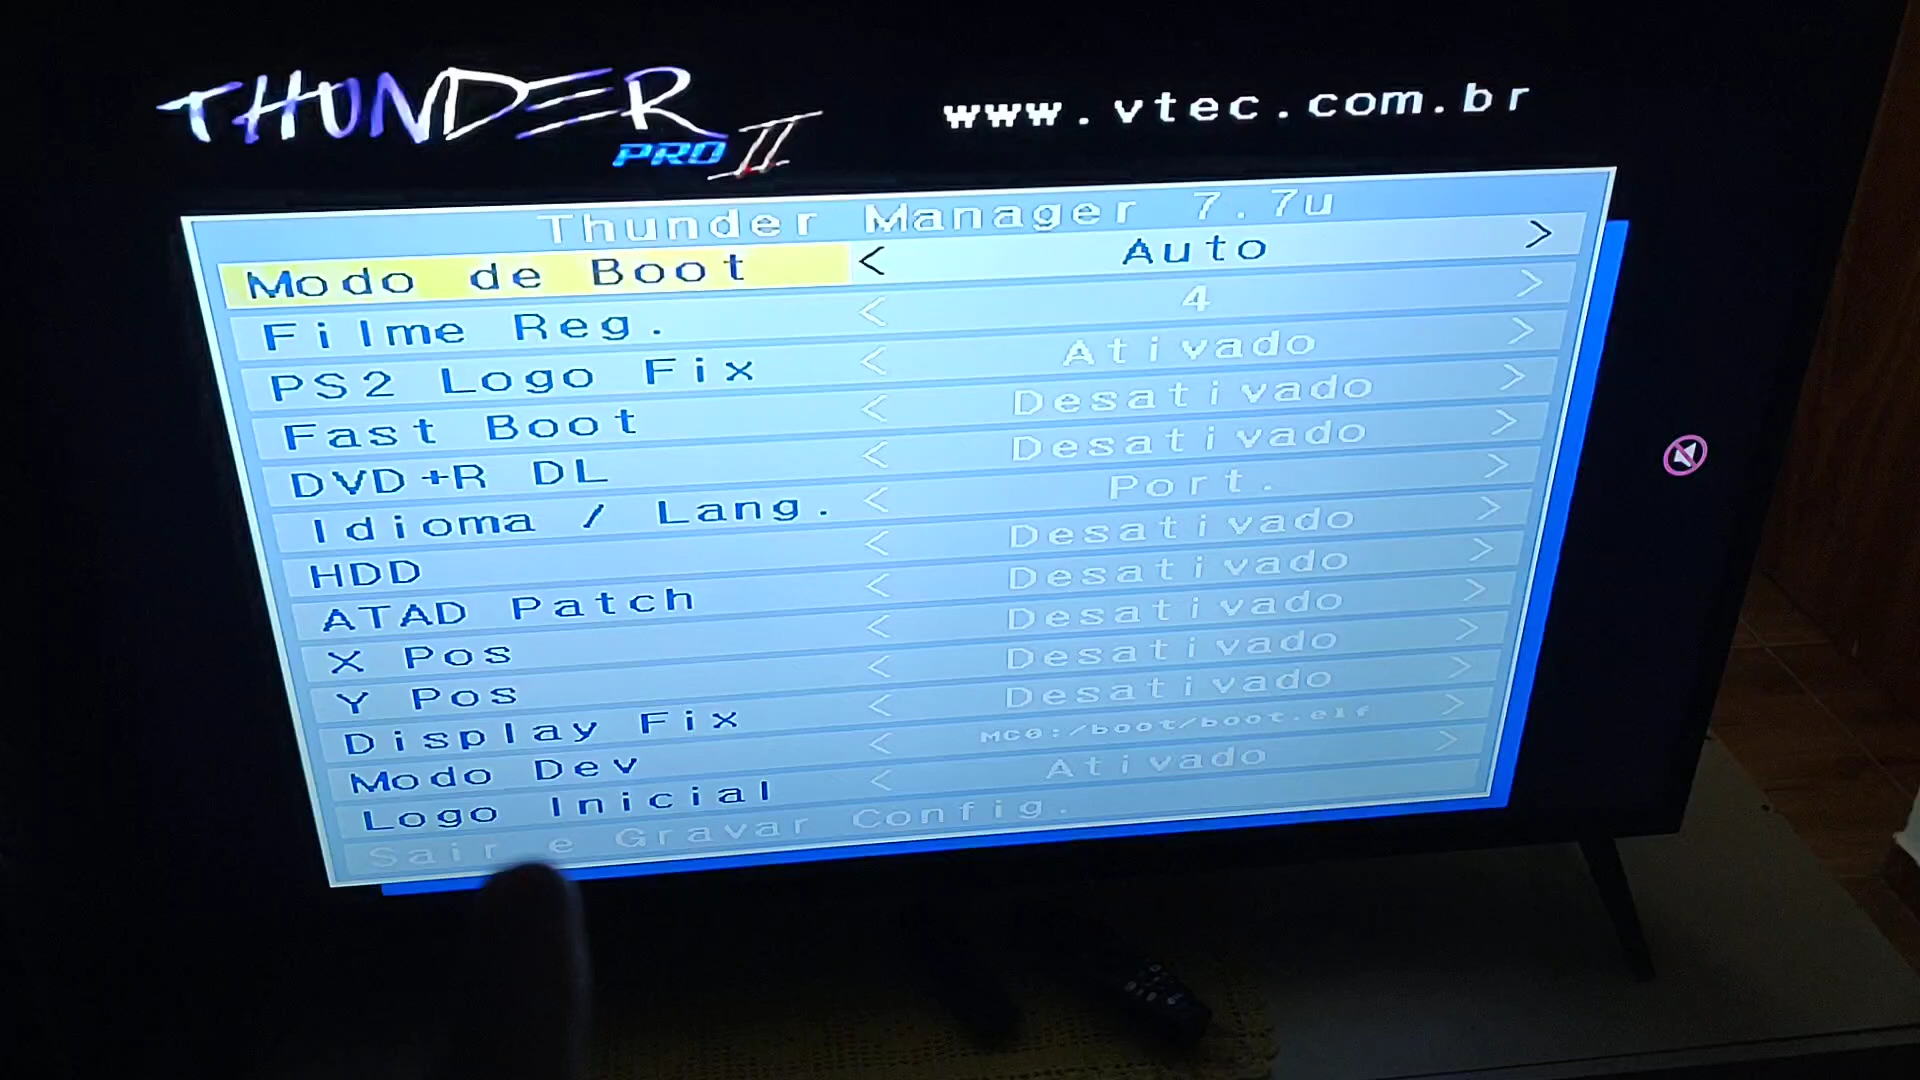 THUNDER
PRO II
www.vtec.com.br
Thunder Manager 7.7u
Modo de Boot < Auto >
Filme Reg. < 4 >
PS2 Logo Fix < Ativado >
Fast Boot < Desativado >
DVD+R DL < Desativado >
Idioma / Lang. < Port. >
HDD < Desativado >
ATAD Patch < Desativado >
X Pos < Desativado >
Y Pos < Desativado >
Display Fix < Desativado >
Modo Dev < MC0:/boot/boot.elf >
Logo Inicial < Ativado >
Sair e Gravar Config.